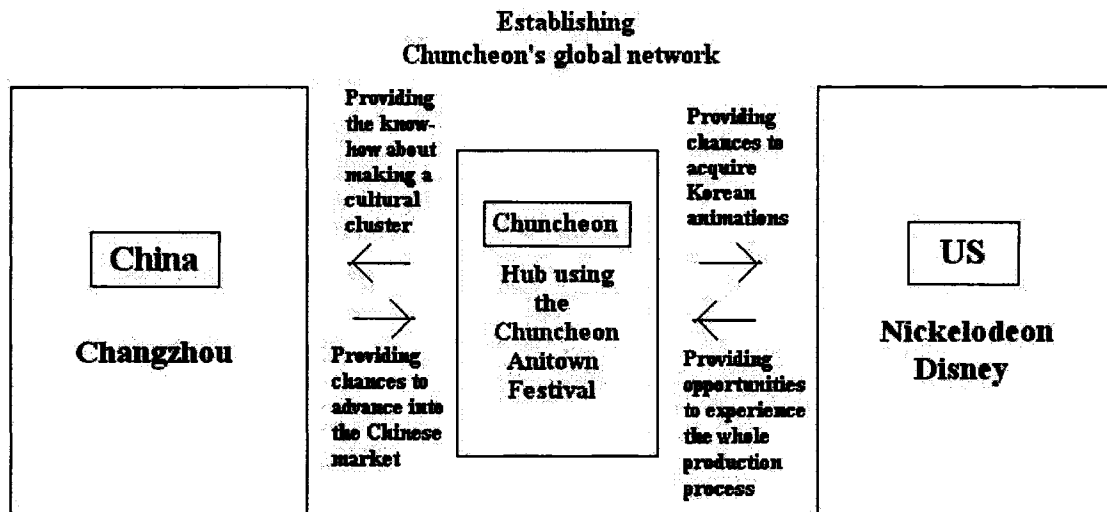 Establishing
Chuncheon's global network
China
Changzhou
Providing
the know-
how about
making a
cultural
cluster
Providing
chances to
advance into
the Chinese
market
Chuncheon
Hub using
the
Chuncheon
Anitown
Festival
Providing
chances to
acquire
Korean
animations
Providing
opportunities
to experience
the whole
production
process
US
Nickelodeon
Disney